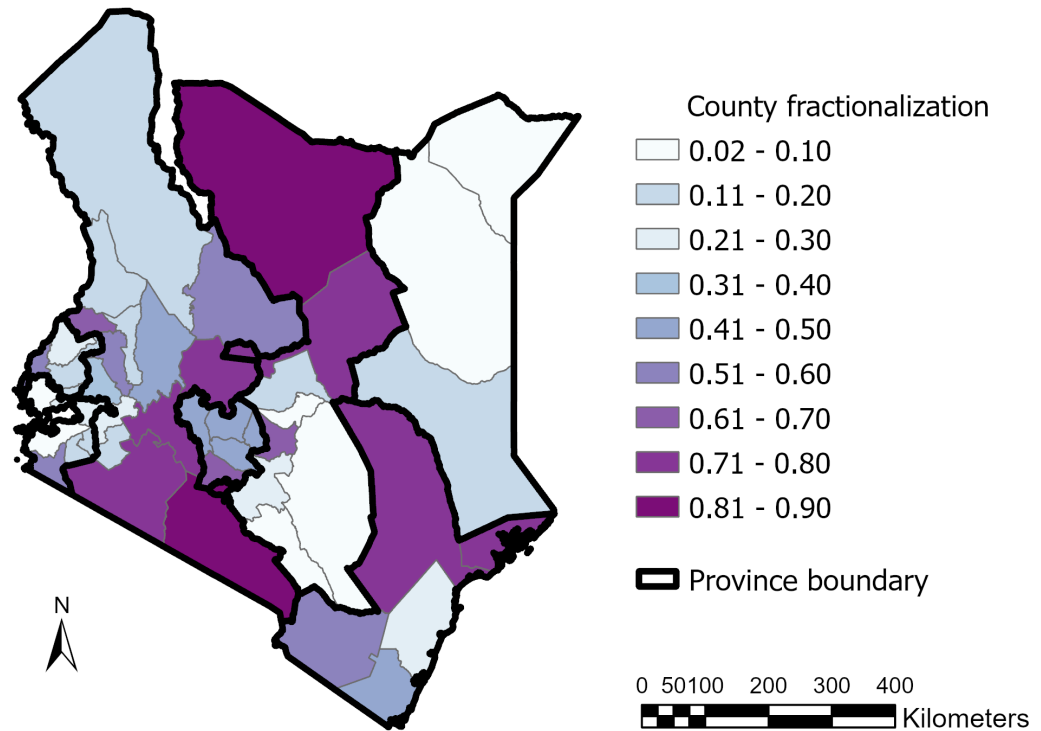 County fractionalization
0.02 - 0.10
0.11 - 0.20
0.21 - 0.30
0.31 - 0.40
0.41 - 0.50
0.51 - 0.60
0.61 - 0.70
0.71 - 0.80
0.81 - 0.90
Province boundary
N
0 50 100 200 300 400
Kilometers